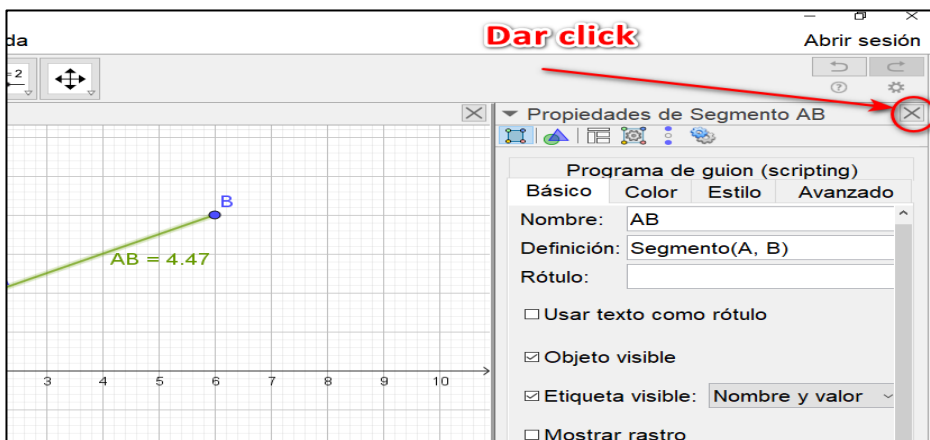 Dar click
da
Abrir sesión
=2
Propiedades de Segmento AB
Programa de guion (scripting)
Básico Color Estilo Avanzado
Nombre: AB
Definición: Segmento(A, B)
Rótulo:
Usar texto como rótulo
Objeto visible
Etiqueta visible: Nombre y valor
Mostrar rastro
B
AB = 4.47
3 4 5 6 7 8 9 10